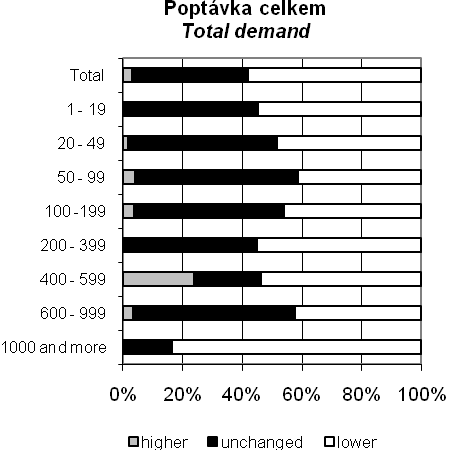 Poptávka celkem
Total demand
Total
1 - 19
20 - 49
50 - 99
100 -199
200 - 399
400 - 599
600 - 999
1000 and more
0% 20% 40% 60% 80% 100%
higher unchanged lower